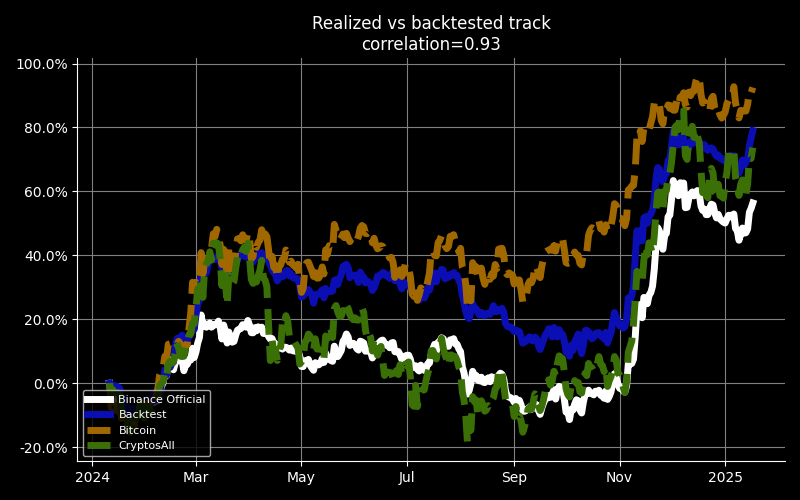 Realized vs backtested track
correlation=0.93
100.0%
80.0%
60.0%
40.0%
20.0%
0.0%
-20.0%
Binance Official
Backtest
Bitcoin
CryptosAll
2024 Mar May Jul Sep Nov 2025